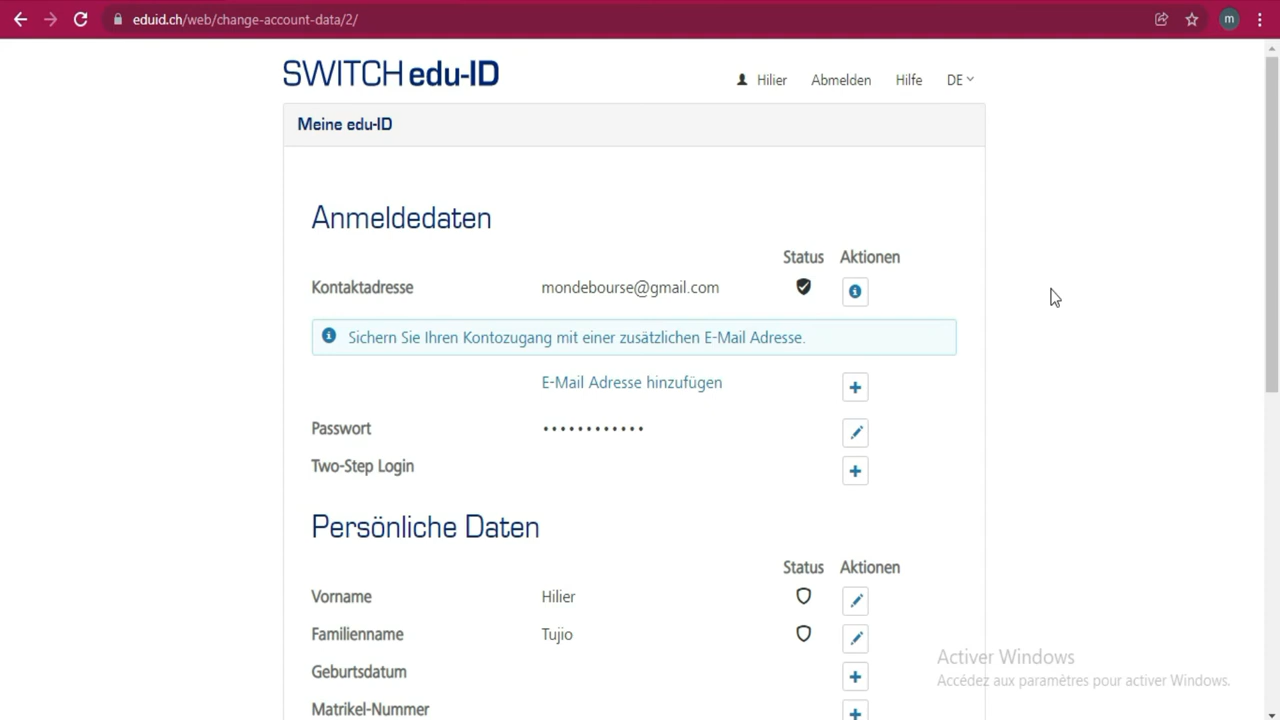 eduid.ch/web/change-account-data/2/
m
SWITCH edu-ID
Hilier Abmelden Hilfe DE
Meine edu-ID
Anmeldedaten
Status Aktionen
Kontaktadresse mondebourse@gmail.com
Sichern Sie Ihren Kontozugang mit einer zusätzlichen E-Mail Adresse.
E-Mail Adresse hinzufügen
Passwort ••••••••••••
Two-Step Login
Persönliche Daten
Status Aktionen
Vorname Hilier
Familienname Tujio
Geburtsdatum
Matrikel-Nummer
Activer Windows
Accédez aux paramètres pour activer Windows.